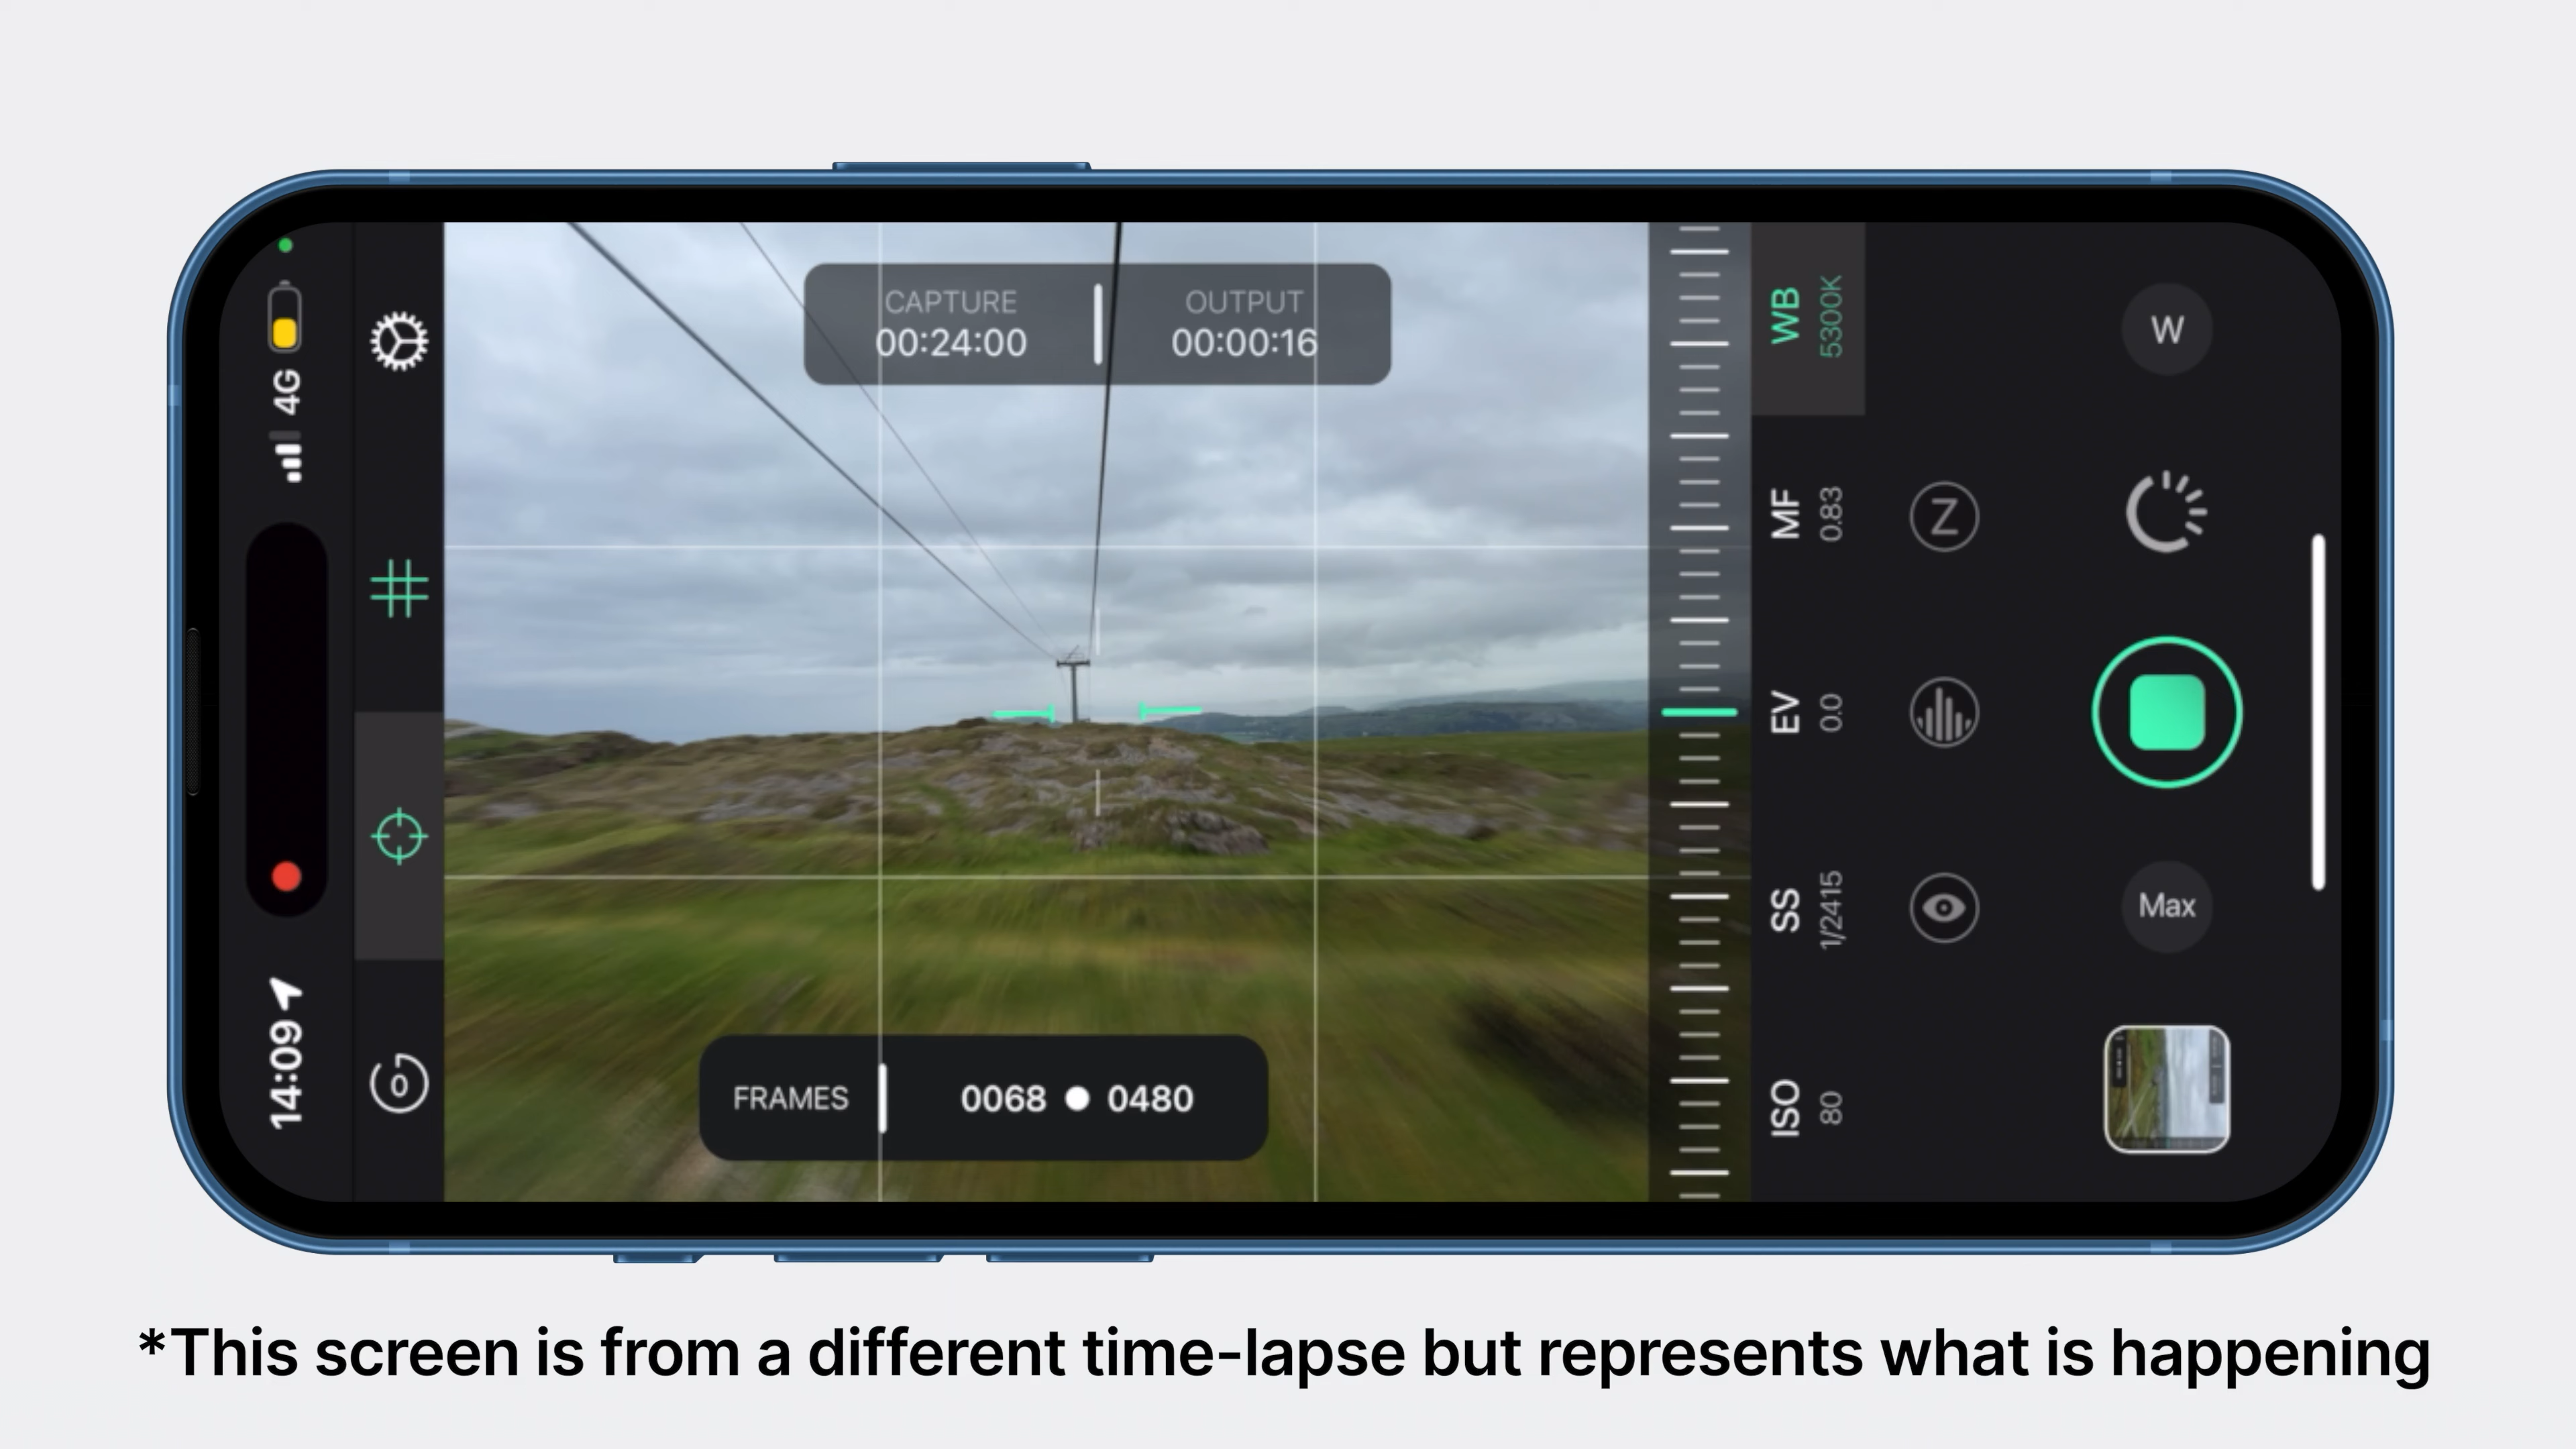 CAPTURE
00:24:00
OUTPUT
00:00:16
4G
14:09
0
FRAMES
0068 ● 0480
WB
5300K
MF
0.83
EV
0.0
SS
1/2415
ISO
80
Z
W
Max
*This screen is from a different time-lapse but represents what is happening